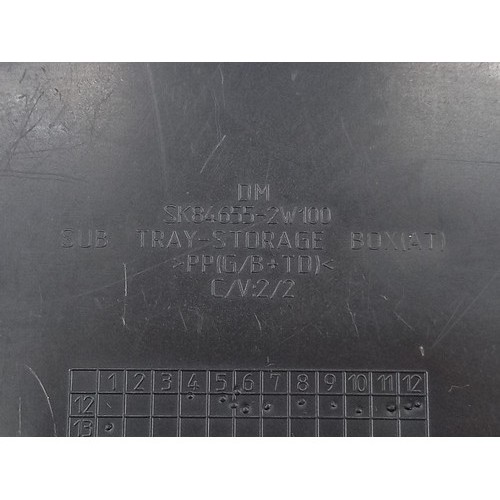 DM
SK84655-2W100
SUB TRAY-STORAGE BOX(AT)
>PP(G/B+TD)<
C/V:2/2
1 2 3 4 5 6 7 8 9 10 11 12
12
13